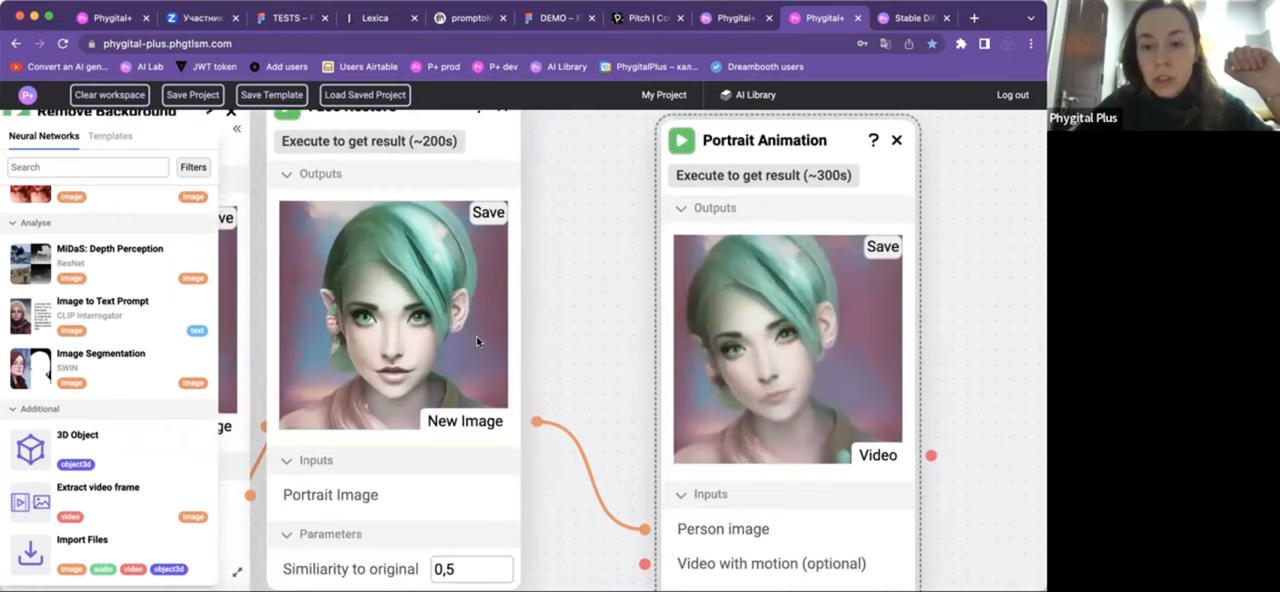 Phygital+
Участник
TESTS – F
Lexica
promptoM
DEMO – F
Pitch | Co
Phygital+
Phygital+
Stable Dif
phygital-plus.phgtlsm.com
Convert an AI gen...
AI Lab
JWT token
Add users
Users Airtable
P+ prod
P+ dev
AI Library
PhygitalPlus – кал...
Dreambooth users
P+
Clear workspace
Save Project
Save Template
Load Saved Project
My Project
AI Library
Log out
Phygital Plus
Remove Background
Neural Networks
Templates
Search
Filters
image
image
Analyse
MiDaS: Depth Perception
ResNet
image
image
Image to Text Prompt
CLIP Interrogator
image
text
Image Segmentation
SWIN
image
image
Additional
3D Object
object3d
Extract video frame
video
image
Import Files
image
audio
video
object3d
ve
ge
Execute to get result (~200s)
Outputs
Save
New Image
Inputs
Portrait Image
Parameters
Similiarity to original
0,5
Portrait Animation
?
Execute to get result (~300s)
Outputs
Save
Video
Inputs
Person image
Video with motion (optional)